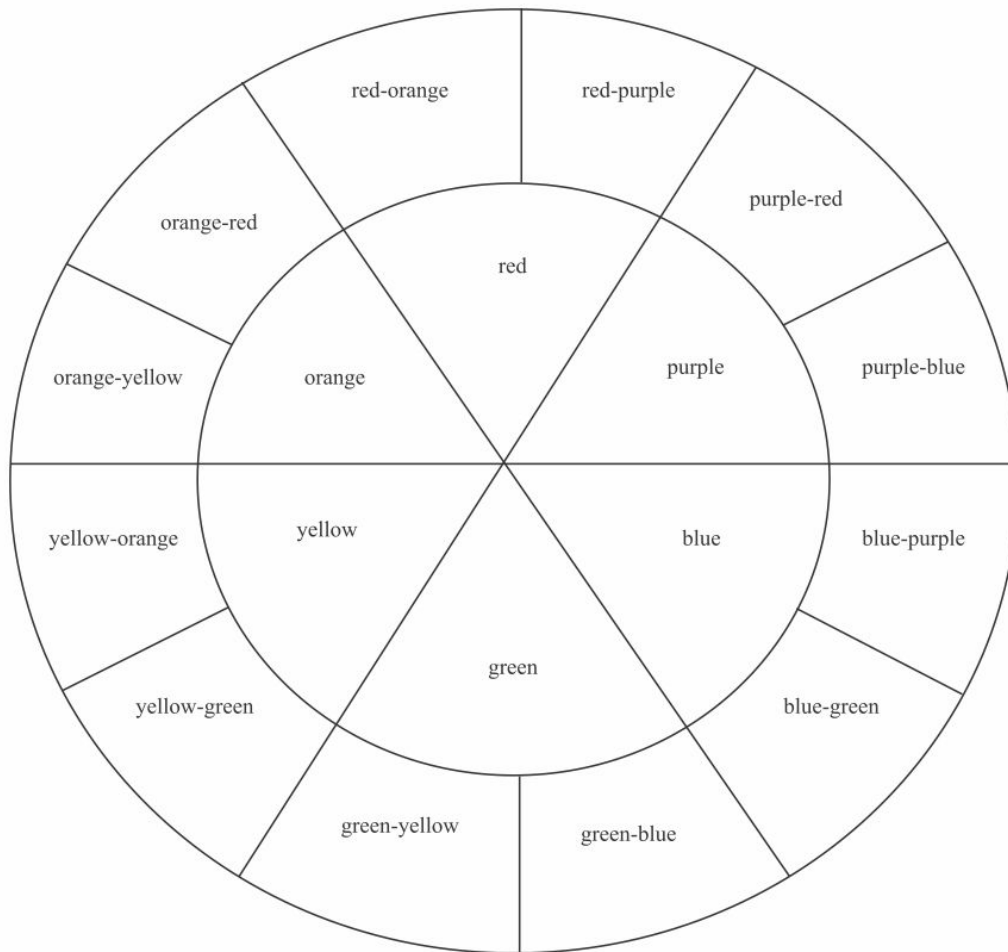 red-orange
red-purple
orange-red
purple-red
red
orange-yellow
orange
purple
purple-blue
yellow-orange
yellow
blue
blue-purple
green
yellow-green
blue-green
green-yellow
green-blue